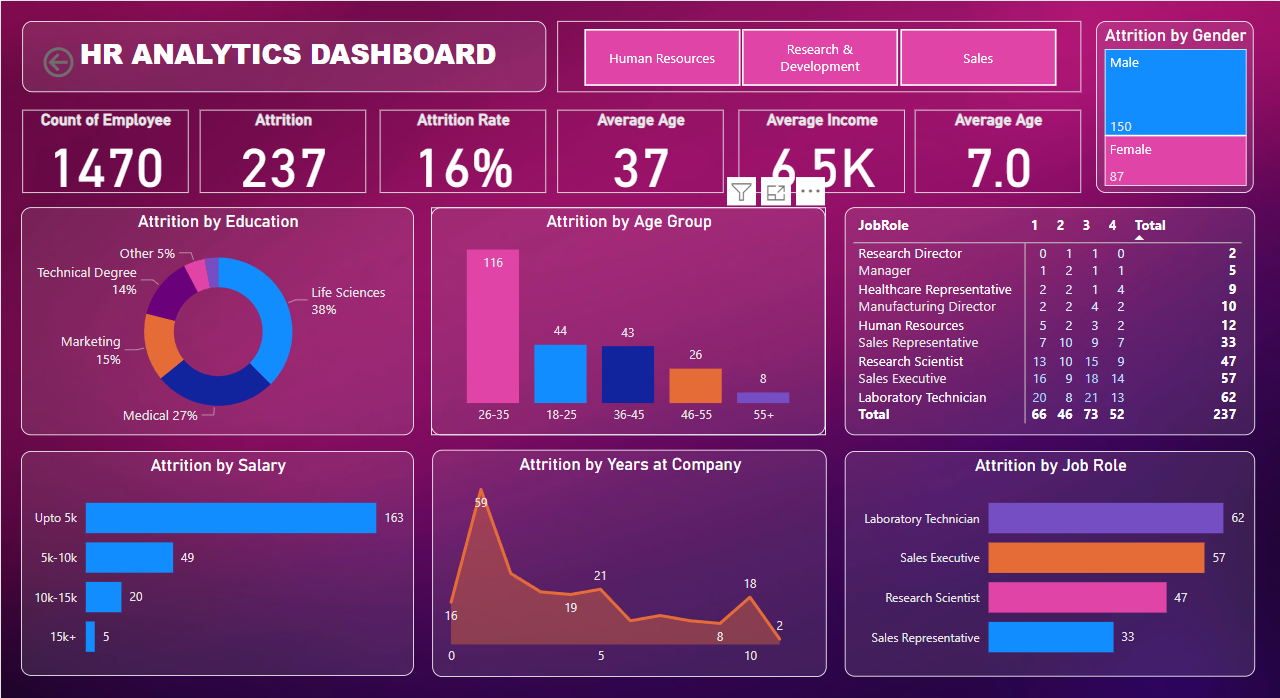 HR ANALYTICS DASHBOARD
Human Resources
Research &
Development
Sales
Attrition by Gender
Male
150
Female
87
Count of Employee
1470
Attrition
237
Attrition Rate
16%
Average Age
37
Average Income
6.5K
Average Age
7.0
Attrition by Education
Other 5%
Technical Degree
14%
Life Sciences
38%
Marketing
15%
Medical 27%
Attrition by Age Group
116
44
43
26
8
26-35 18-25 36-45 46-55 55+
JobRole 1 2 3 4 Total
Research Director 0 1 1 0 2
Manager 1 2 1 1 5
Healthcare Representative 2 2 1 4 9
Manufacturing Director 2 2 4 2 10
Human Resources 5 2 3 2 12
Sales Representative 7 10 9 7 33
Research Scientist 13 10 15 9 47
Sales Executive 16 9 18 14 57
Laboratory Technician 20 8 21 13 62
Total 66 46 73 52 237
Attrition by Salary
Upto 5k 163
5k-10k 49
10k-15k 20
15k+ 5
Attrition by Years at Company
59
16
19
21
8
18
2
0 5 10
Attrition by Job Role
Laboratory Technician 62
Sales Executive 57
Research Scientist 47
Sales Representative 33